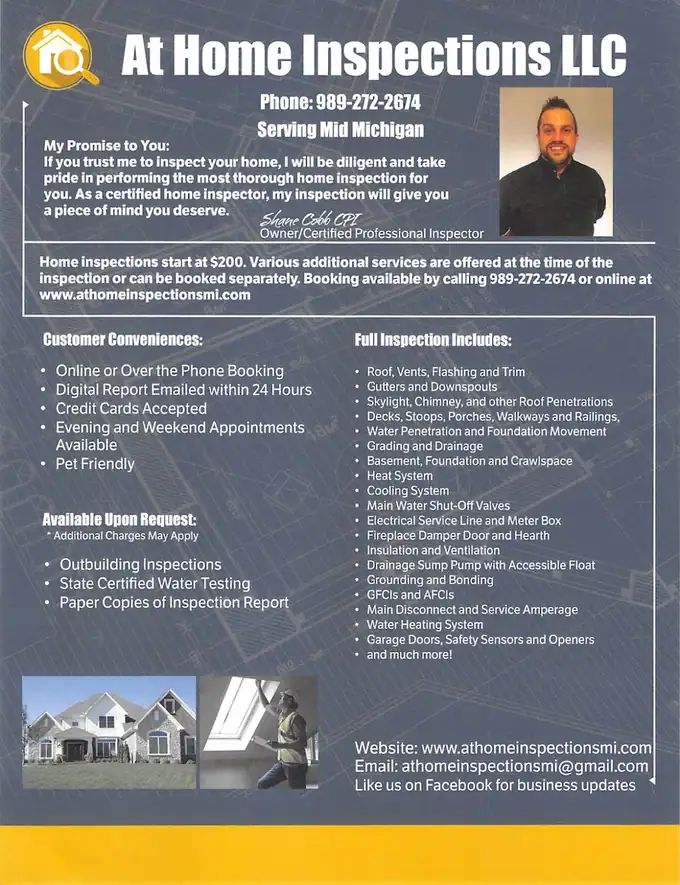 At Home Inspections LLC
Phone: 989-272-2674
Serving Mid Michigan
My Promise to You:
If you trust me to inspect your home, I will be diligent and take
pride in performing the most thorough home inspection for
you. As a certified home inspector, my inspection will give you
a piece of mind you deserve.
Shane Cobb CPI
Owner/Certified Professional Inspector
Home inspections start at $200. Various additional services are offered at the time of the
inspection or can be booked separately. Booking available by calling 989-272-2674 or online at
www.athomeinspectionsmi.com
Customer Conveniences:
• Online or Over the Phone Booking
• Digital Report Emailed within 24 Hours
• Credit Cards Accepted
• Evening and Weekend Appointments
Available
• Pet Friendly
Available Upon Request:
* Additional Charges May Apply
• Outbuilding Inspections
• State Certified Water Testing
• Paper Copies of Inspection Report
Full Inspection Includes:
• Roof, Vents, Flashing and Trim
• Gutters and Downspouts
• Skylight, Chimney, and other Roof Penetrations
• Decks, Stoops, Porches, Walkways and Railings,
• Water Penetration and Foundation Movement
• Grading and Drainage
• Basement, Foundation and Crawlspace
• Heat System
• Cooling System
• Main Water Shut-Off Valves
• Electrical Service Line and Meter Box
• Fireplace Damper Door and Hearth
• Insulation and Ventilation
• Drainage Sump Pump with Accessible Float
• Grounding and Bonding
• GFCIs and AFCIs
• Main Disconnect and Service Amperage
• Water Heating System
• Garage Doors, Safety Sensors and Openers
• and much more!
Website: www.athomeinspectionsmi.com
Email: athomeinspectionsmi@gmail.com
Like us on Facebook for business updates